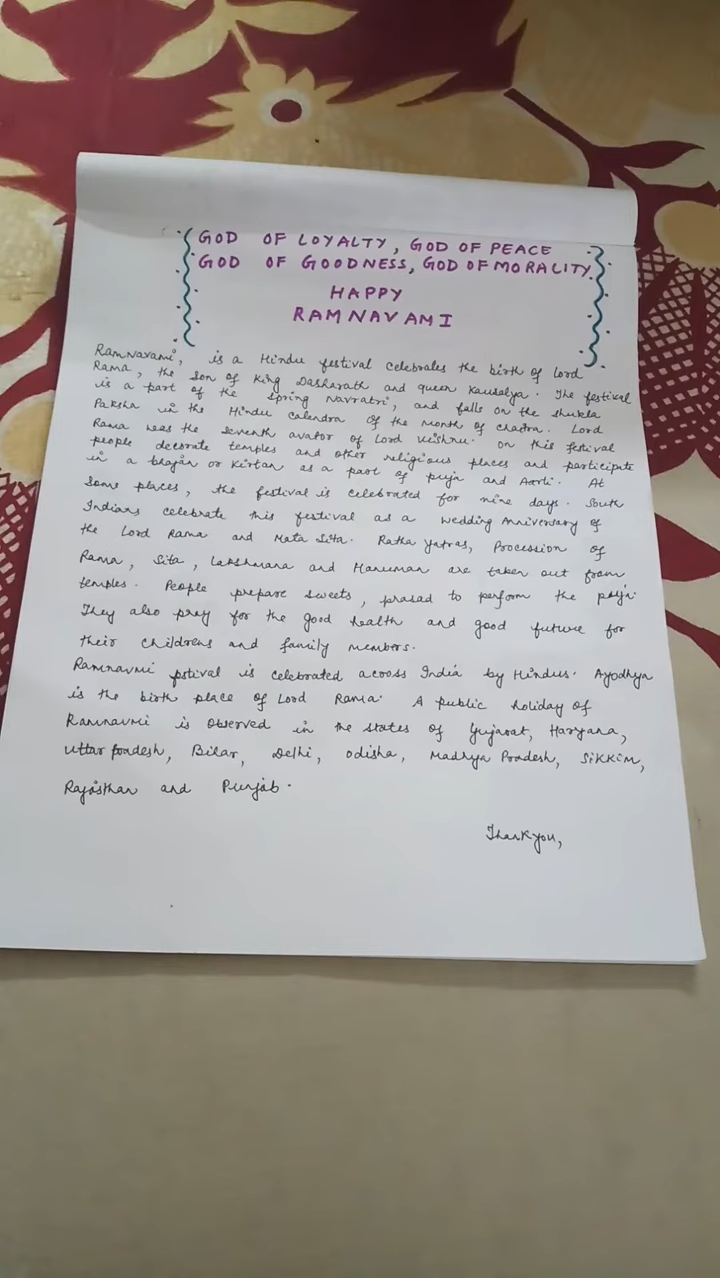 GOD OF LOYALTY, GOD OF PEACE
GOD OF GOODNESS, GOD OF MORALITY
HAPPY
RAMNAVAMI
Ramnavami, is a Hindu festival celebrates the birth of lord
Rama, the son of King Dasharath and queen Kausalya. The festival
is a part of the spring navratri, and falls on the shukla
Paksha in the Hindu calendra of the month of chaitra. Lord
Rama was the seventh avatar of Lord Vishnu. on this festival
people decorate temples and other religious places and participate
in a bhajan or Kirtan as a part of puja and Aarti. At
some places, the festival is celebrated for nine days. South
Indians celebrate this festival as a wedding Anniversary of
the Lord Rama and Mata Sita. Ratha yatras, Procession of
Rama, Sita, Lakshmana and Hanuman are taken out from
temples. People prepare sweets, prasad to perform the puja.
They also pray for the good health and good future for
their childrens and family members.
Ramnavmi festival is celebrated across India by Hindus. Ayodhya
is the birth place of Lord Rama. A public holiday of
Ramnavmi is observed in the states of Gujarat, Haryana,
Uttar pradesh, Bihar, Delhi, odisha, Madhya Pradesh, Sikkim,
Rajasthan and Punjab.
Thankyou,